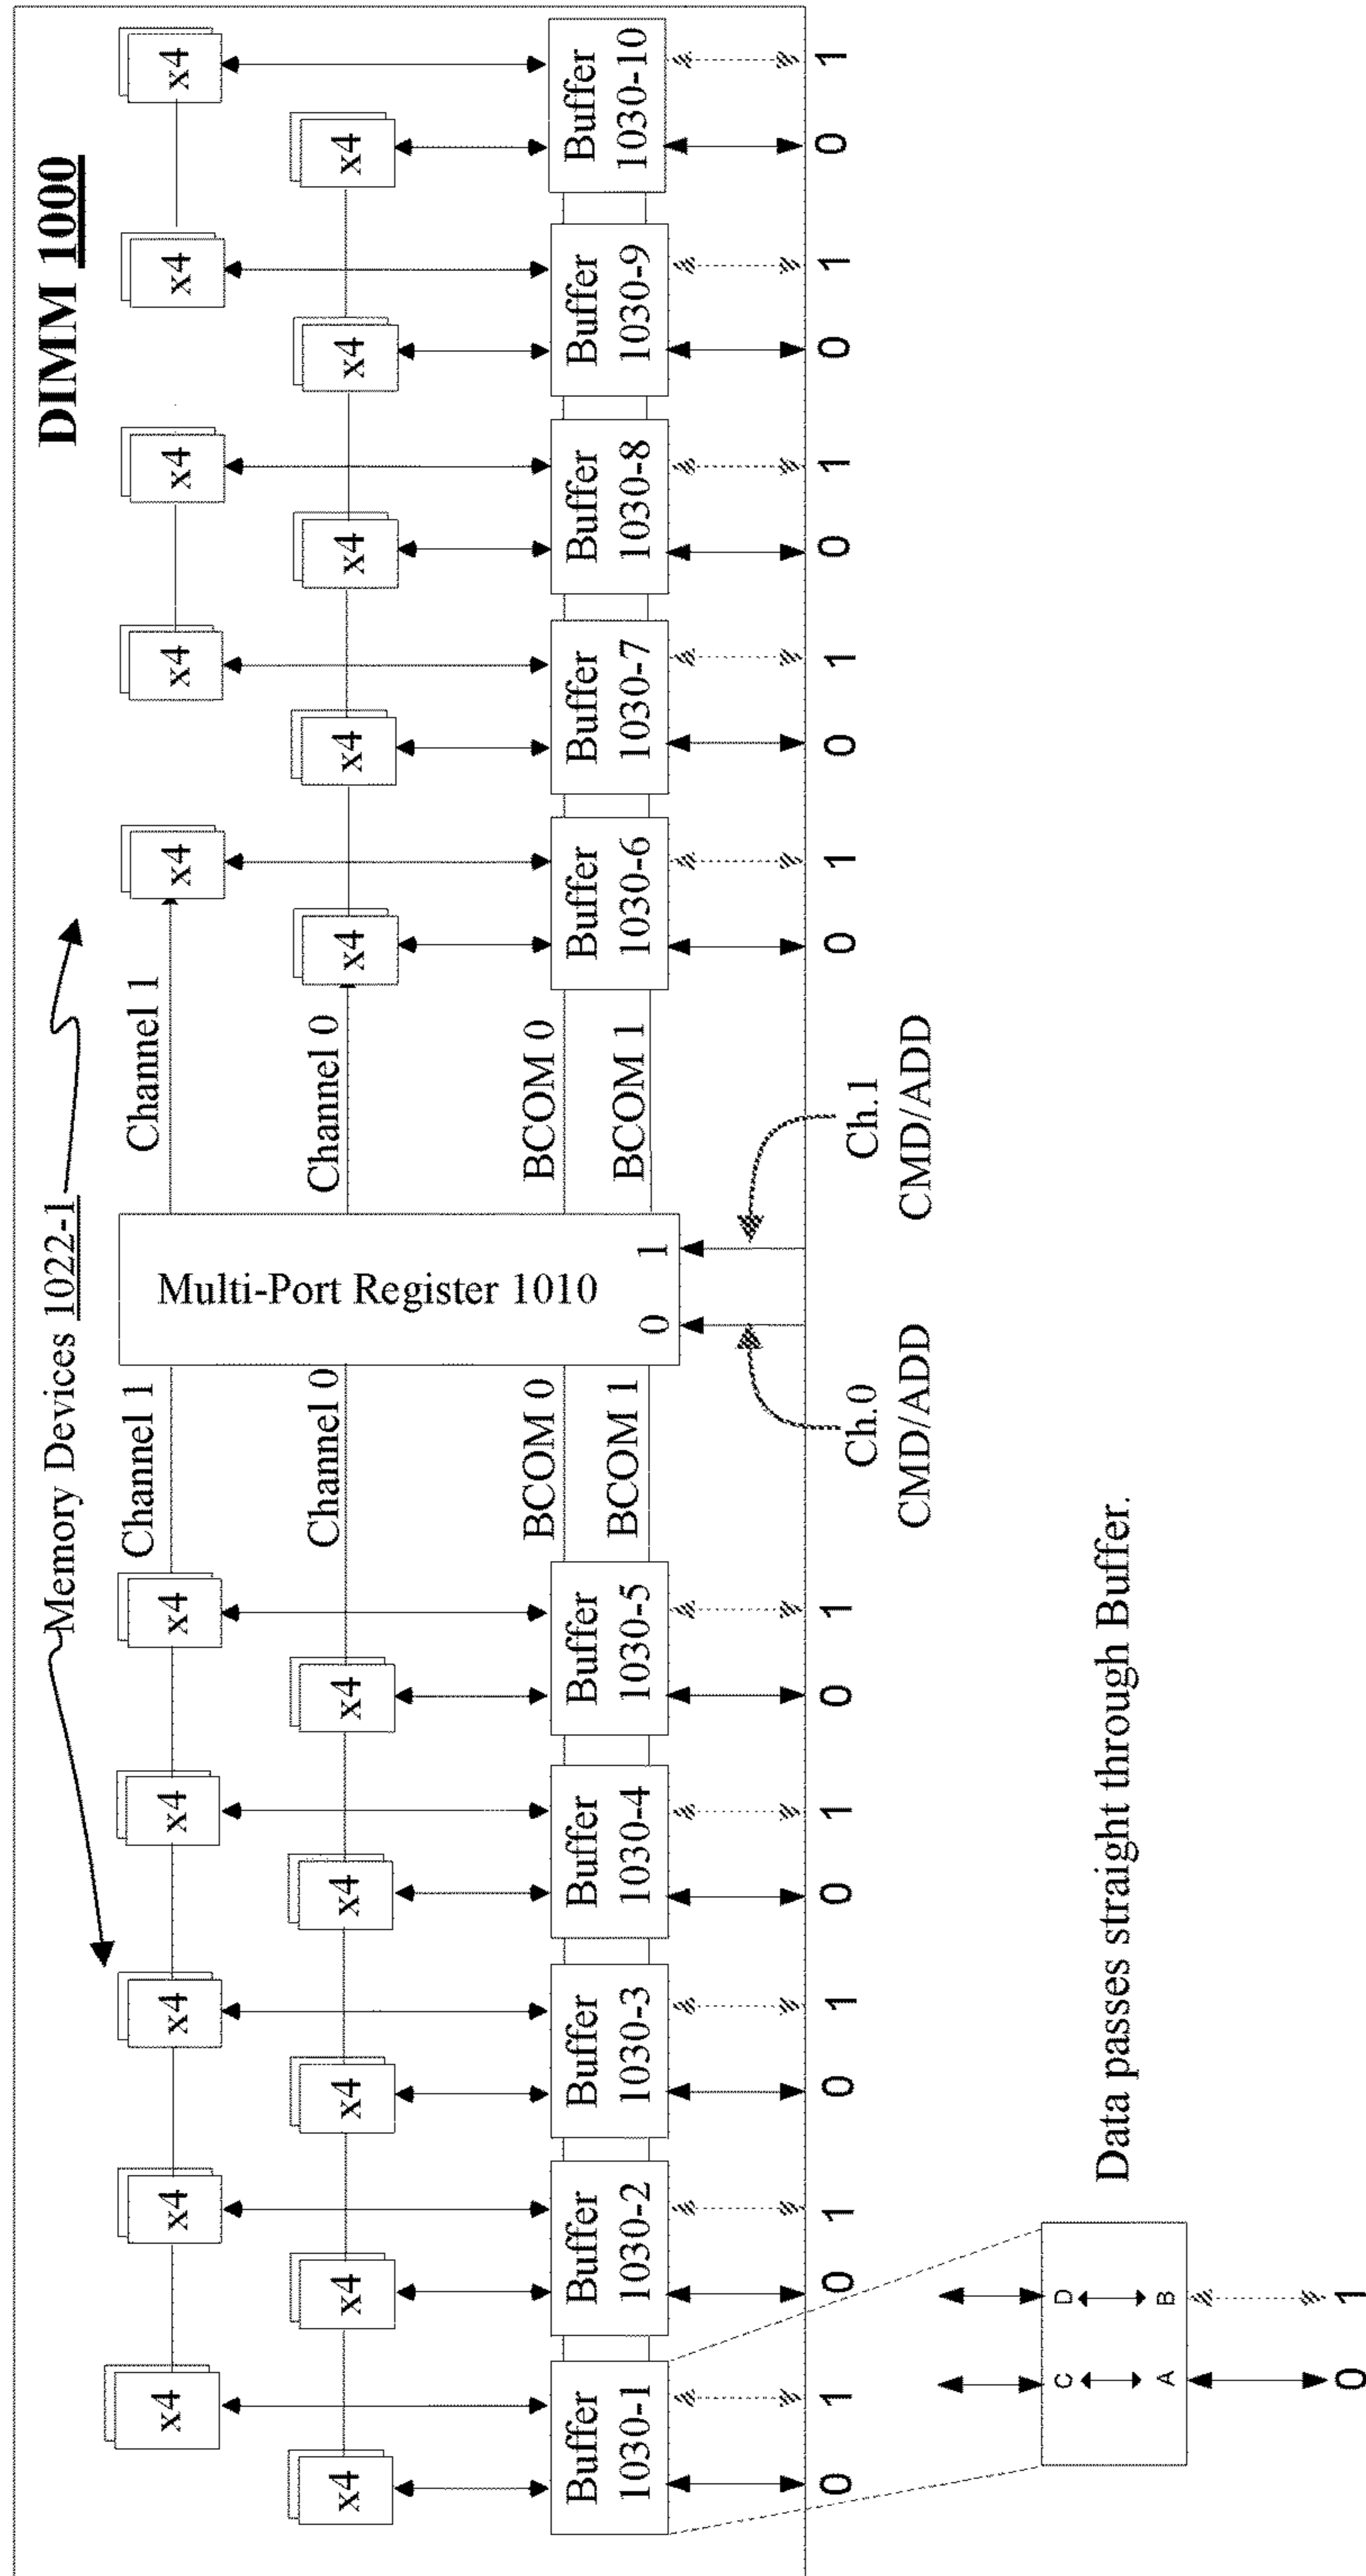 DIMM 1000
Memory Devices 1022-1
x4 x4 x4 x4 x4 x4 x4 x4 x4 x4
Channel 1 Channel 1
x4 x4 x4 x4 x4 x4 x4 x4 x4 x4
Channel 0 Channel 0
Multi-Port Register 1010
0 1
BCOM 0 BCOM 0
BCOM 1 BCOM 1
Buffer
1030-1
Buffer
1030-2
Buffer
1030-3
Buffer
1030-4
Buffer
1030-5
Buffer
1030-6
Buffer
1030-7
Buffer
1030-8
Buffer
1030-9
Buffer
1030-10
0 1 0 1 0 1 0 1 0 1 0 1 0 1 0 1 0 1 0 1
Ch.0
CMD/ADD
Ch.1
CMD/ADD
C D
A B
0 1
Data passes straight through Buffer.